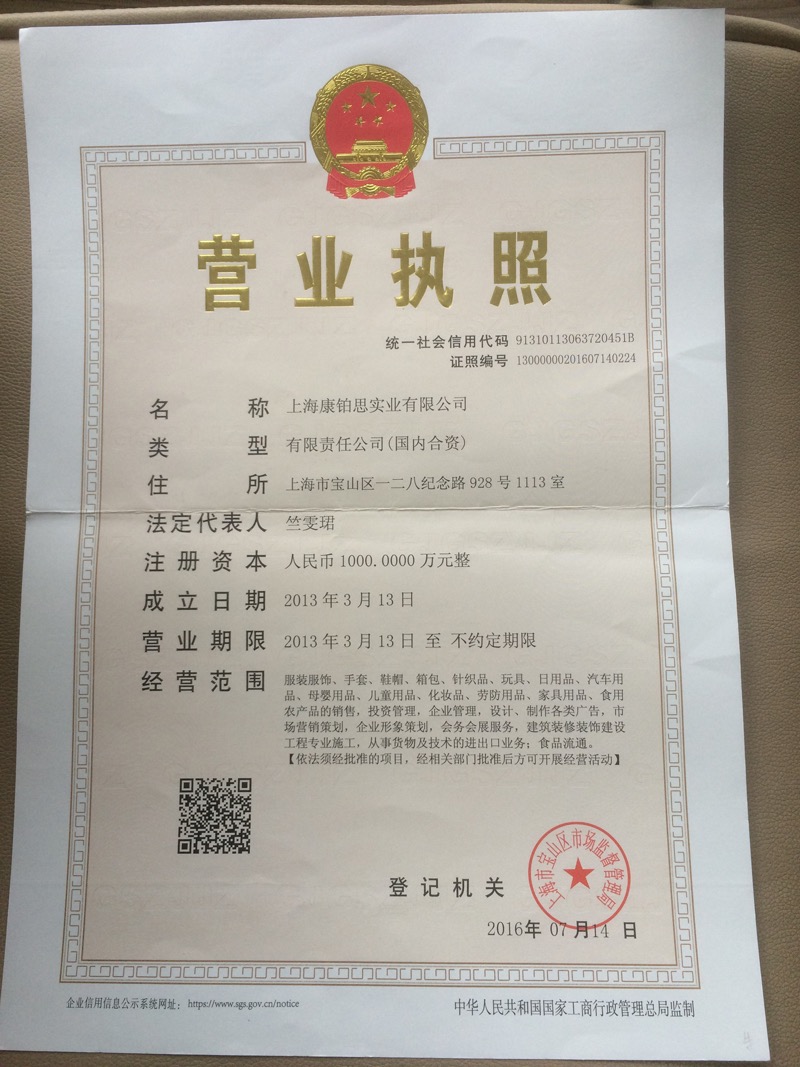 营业执照
统一社会信用代码 91310113063720451B
证照编号 13000000201607140224
名称 上海康铂思实业有限公司
类型 有限责任公司(国内合资)
住所 上海市宝山区一二八纪念路928号1113室
法定代表人 竺雯珺
注册资本 人民币1000.0000万元整
成立日期 2013年3月13日
营业期限 2013年3月13日 至 不约定期限
经营范围 服装服饰、手套、鞋帽、箱包、针织品、玩具、日用品、汽车用
品、母婴用品、儿童用品、化妆品、劳防用品、家具用品、食用
农产品的销售，投资管理，企业管理，设计、制作各类广告，市
场营销策划，企业形象策划，会务会展服务，建筑装修装饰建设
工程专业施工，从事货物及技术的进出口业务；食品流通。
【依法须经批准的项目，经相关部门批准后方可开展经营活动】
上海市宝山区市场监督管理局
登记机关
2016年07月14日
企业信用信息公示系统网址：https://www.sgs.gov.cn/notice
中华人民共和国国家工商行政管理总局监制